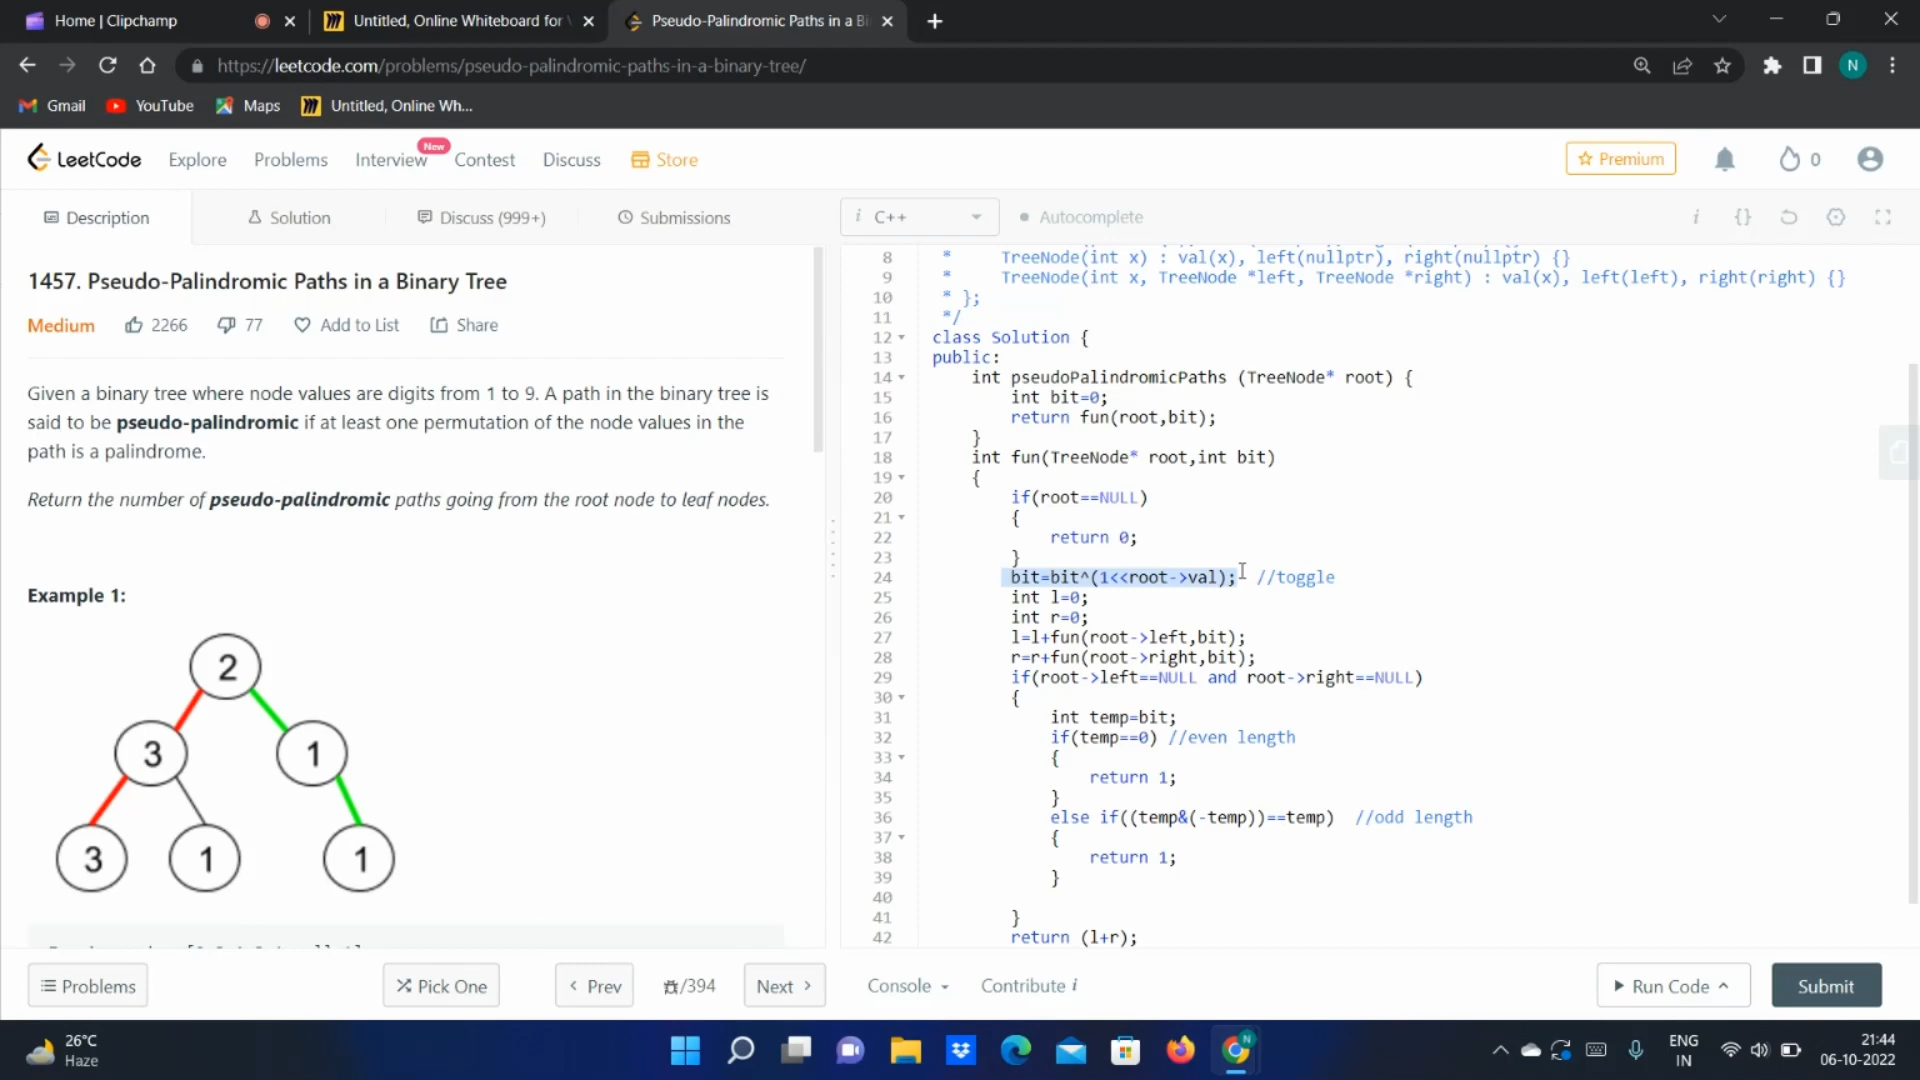 Home | Clipchamp
Untitled, Online Whiteboard for
Pseudo-Palindromic Paths in a Bi
https://leetcode.com/problems/pseudo-palindromic-paths-in-a-binary-tree/
N
Gmail
YouTube
Maps
Untitled, Online Wh...
LeetCode
Explore
Problems
Interview
New
Contest
Discuss
Store
Premium
0
Description
Solution
Discuss (999+)
Submissions
i C++
Autocomplete
1457. Pseudo-Palindromic Paths in a Binary Tree
Medium
2266
77
Add to List
Share
Given a binary tree where node values are digits from 1 to 9. A path in the binary tree is
said to be pseudo-palindromic if at least one permutation of the node values in the
path is a palindrome.
Return the number of pseudo-palindromic paths going from the root node to leaf nodes.
Example 1:
2
3
1
3
1
1
8 * TreeNode(int x) : val(x), left(nullptr), right(nullptr) {}
9 * TreeNode(int x, TreeNode *left, TreeNode *right) : val(x), left(left), right(right) {}
10 * };
11 */
12 class Solution {
13 public:
14 int pseudoPalindromicPaths (TreeNode* root) {
15 int bit=0;
16 return fun(root,bit);
17 }
18 int fun(TreeNode* root,int bit)
19 {
20 if(root==NULL)
21 {
22 return 0;
23 }
24 bit=bit^(1<<root->val); //toggle
25 int l=0;
26 int r=0;
27 l=l+fun(root->left,bit);
28 r=r+fun(root->right,bit);
29 if(root->left==NULL and root->right==NULL)
30 {
31 int temp=bit;
32 if(temp==0) //even length
33 {
34 return 1;
35 }
36 else if((temp&(-temp))==temp) //odd length
37 {
38 return 1;
39 }
40
41 }
42 return (l+r);
Problems
Pick One
Prev
/394
Next
Console
Contribute i
Run Code
Submit
26°C
Haze
N
ENG
IN
21:44
06-10-2022